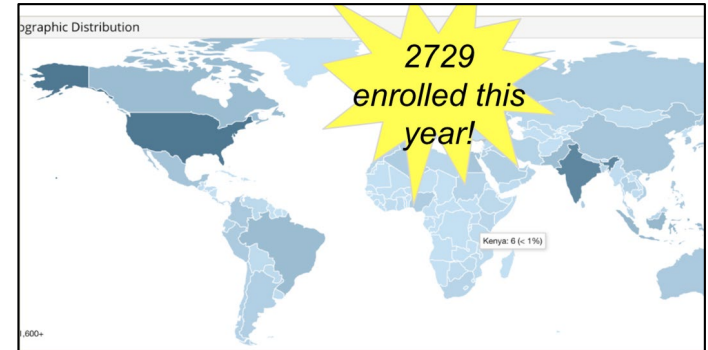 ographic Distribution
2729
enrolled this
year!
Kenya: 6 (< 1%)
,600+